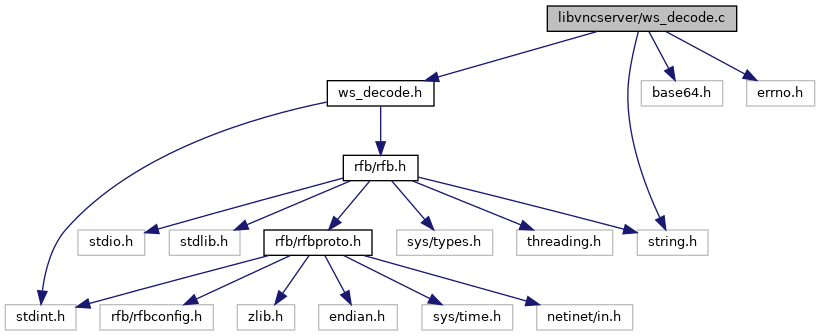 libvncserver/ws_decode.c
ws_decode.h
base64.h
errno.h
rfb/rfb.h
stdio.h
stdlib.h
rfb/rfbproto.h
sys/types.h
threading.h
string.h
stdint.h
rfb/rfbconfig.h
zlib.h
endian.h
sys/time.h
netinet/in.h